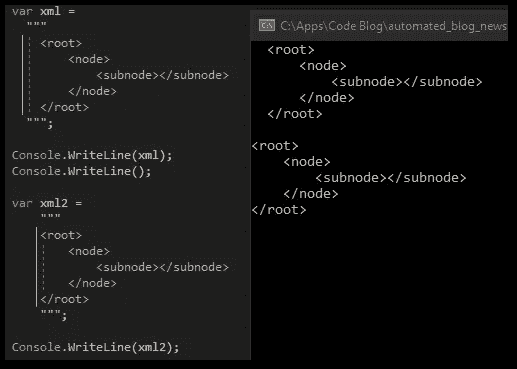 var xml =
  """
    <root>
        <node>
            <subnode></subnode>
        </node>
    </root>
  """;

Console.WriteLine(xml);
Console.WriteLine();

var xml2 =
    """
    <root>
        <node>
            <subnode></subnode>
        </node>
    </root>
    """;

Console.WriteLine(xml2);

C:\Apps\Code Blog\automated_blog_news
  <root>
      <node>
          <subnode></subnode>
      </node>
  </root>

<root>
    <node>
        <subnode></subnode>
    </node>
</root>